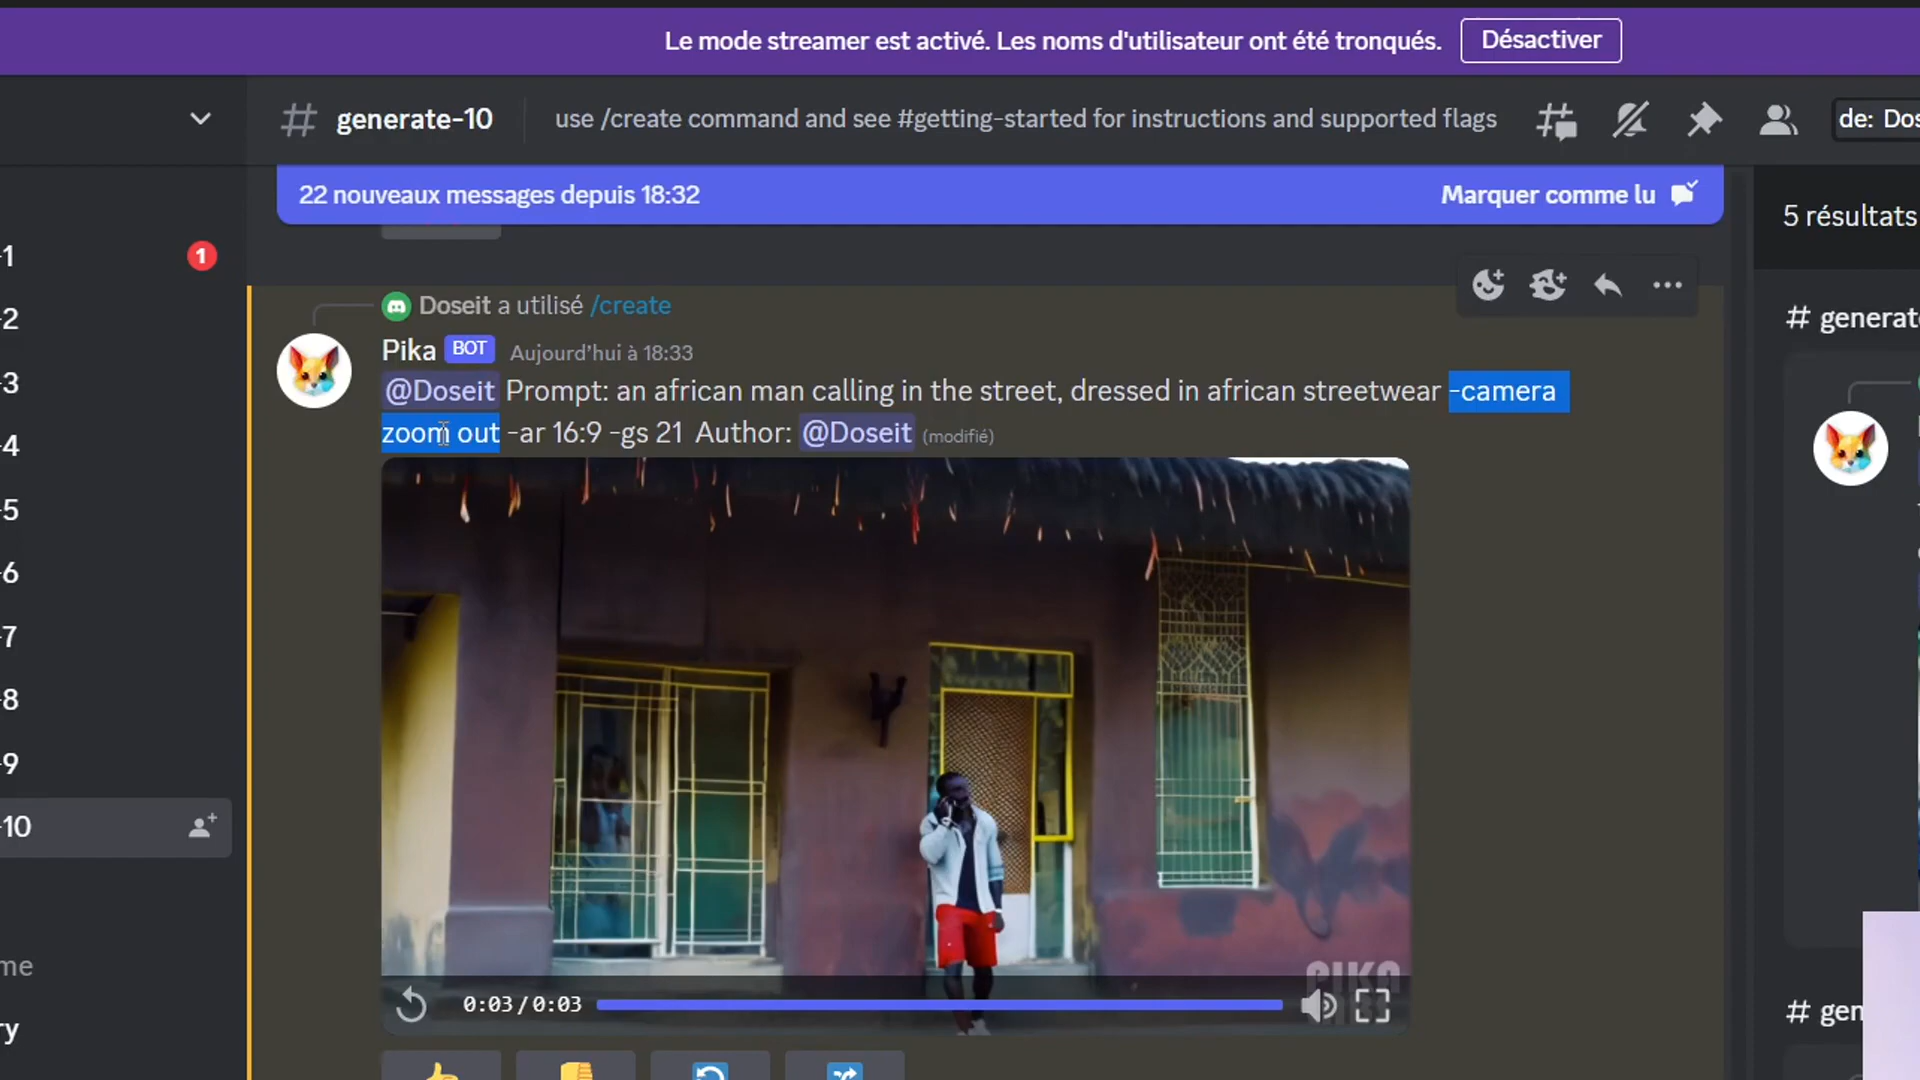 Le mode streamer est activé. Les noms d'utilisateur ont été tronqués.
Désactiver
generate-10
use /create command and see #getting-started for instructions and supported flags
de: Dos
22 nouveaux messages depuis 18:32
Marquer comme lu
5 résultats
-1
1
-2
-3
-4
-5
-6
-7
-8
-9
-10
me
ry
Doseit a utilisé /create
Pika BOT Aujourd'hui à 18:33
@Doseit Prompt: an african man calling in the street, dressed in african streetwear -camera
zoom out -ar 16:9 -gs 21 Author: @Doseit (modifié)
PIKA
0:03/0:03
# generat
# gen